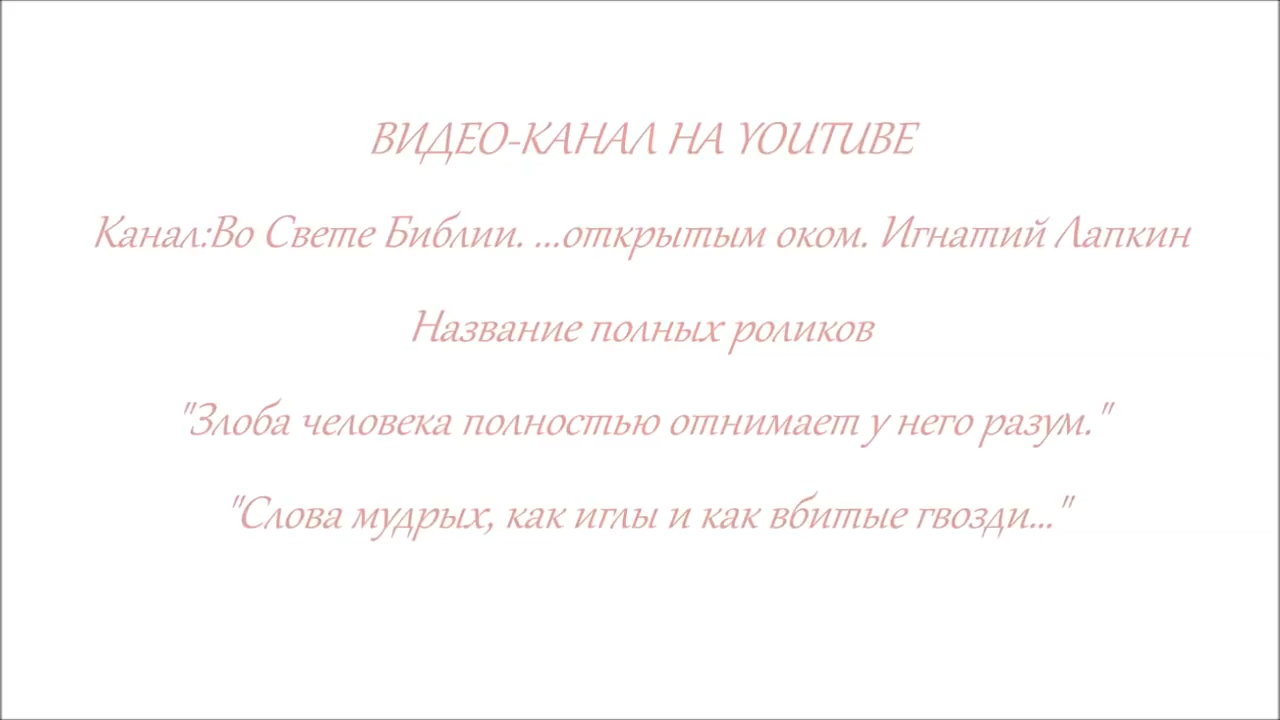 ВИДЕО-КАНАЛ НА YOUTUBE
Канал:Во Свете Библии. ...открытым оком. Игнатий Лапкин
Название полных роликов
"Злоба человека полностью отнимает у него разум."
"Слова мудрых, как иглы и как вбитые гвозди..."